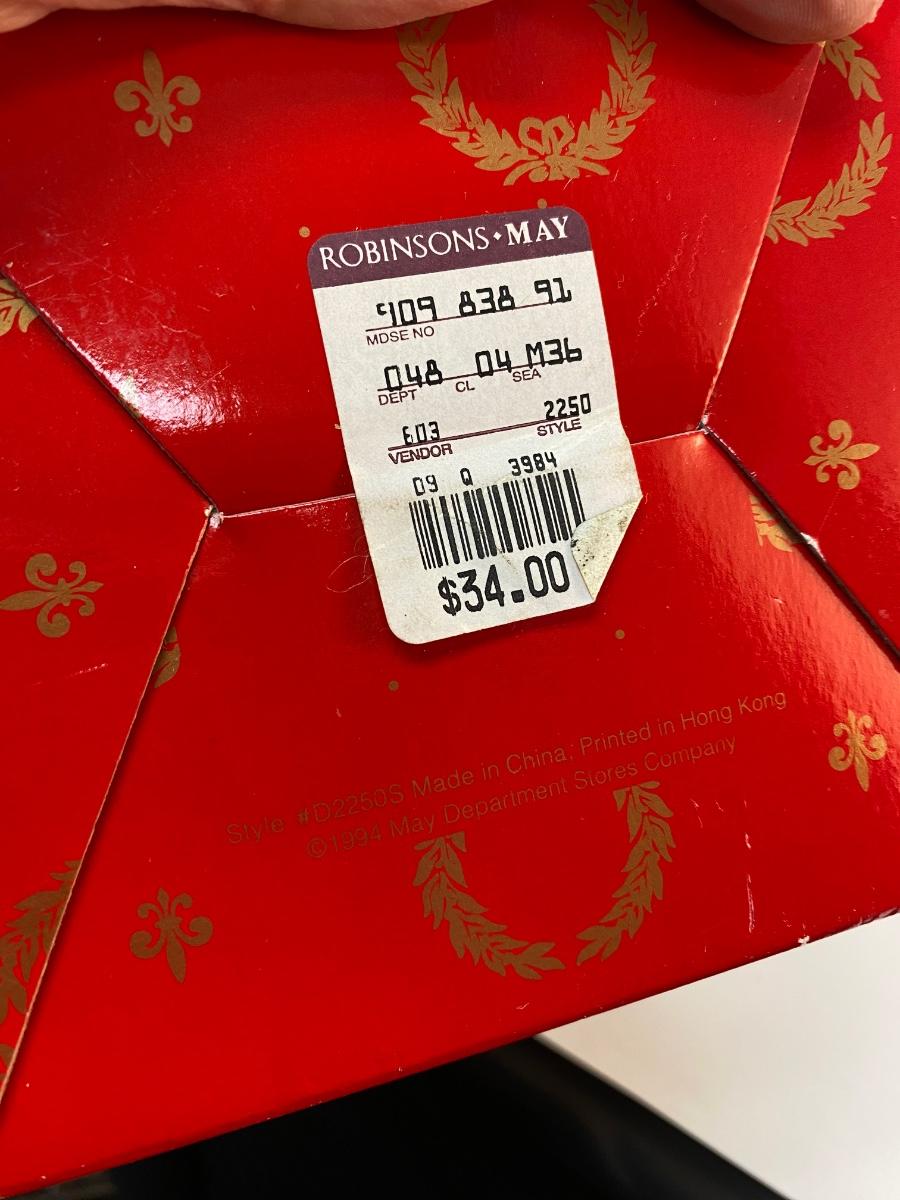 ROBINSONS·MAY
109 838 91
MDSE NO
048 04 M36
DEPT CL SEA
603 2250
VENDOR STYLE
09 Q 3984
$34.00
Style #D2250S Made in China; Printed in Hong Kong
©1994 May Department Stores Company